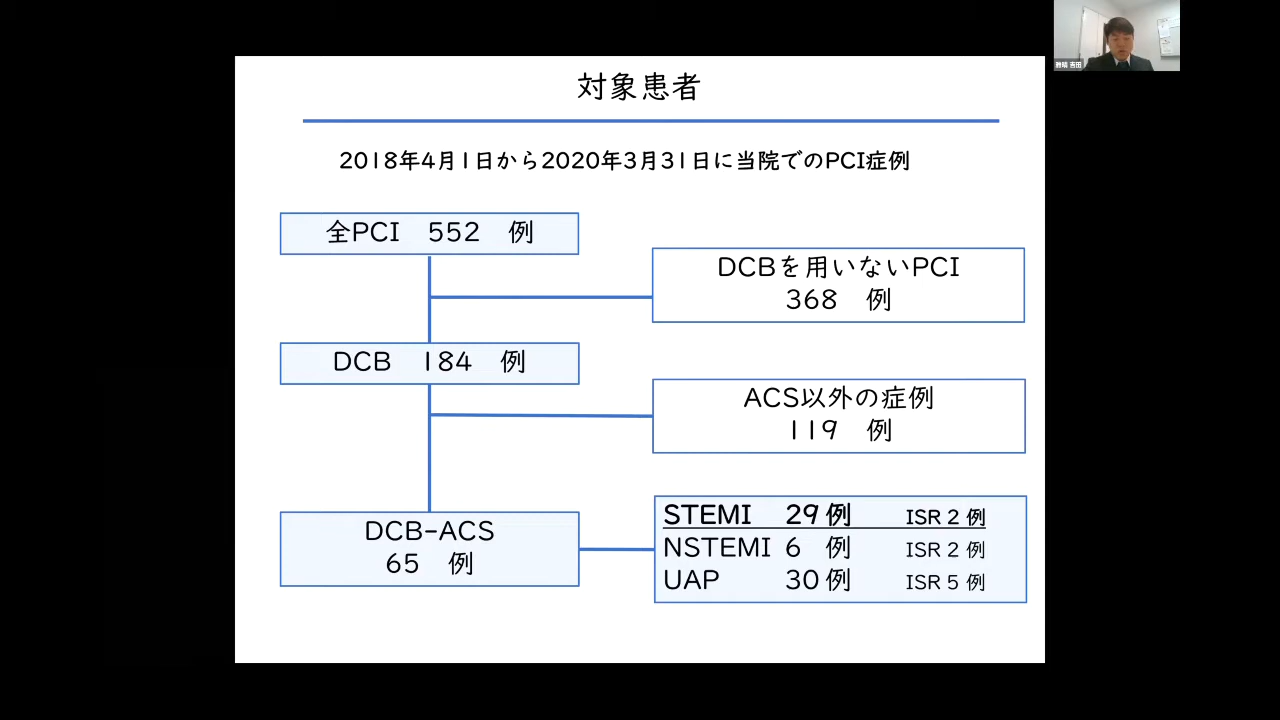 対象患者
2018年4月1日から2020年3月31日に当院でのPCI症例
全PCI 552 例
DCBを用いないPCI
368 例
DCB 184 例
ACS以外の症例
119 例
DCB-ACS
65 例
STEMI 29 例 ISR 2 例
NSTEMI 6 例 ISR 2 例
UAP 30 例 ISR 5 例